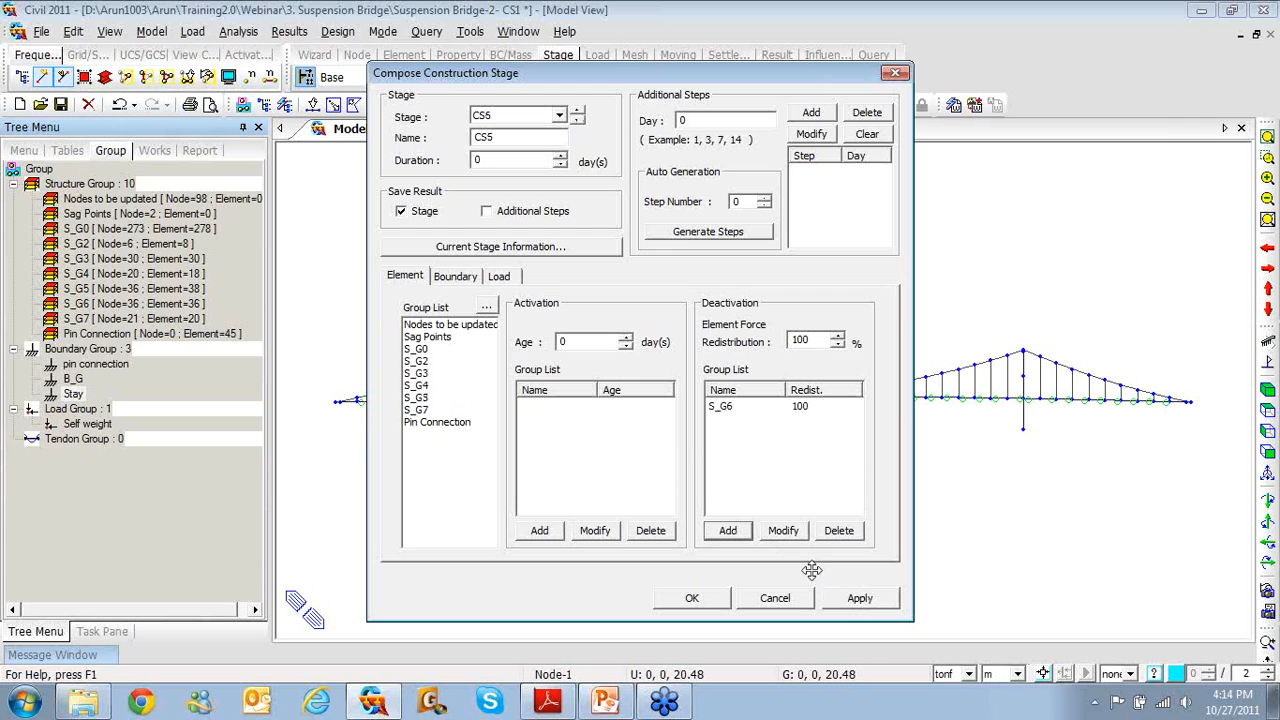 Civil 2011 - [D:\Arun1003\Arun\Training2.0\Webinar\3. Suspension Bridge\Suspension Bridge-2- CS1 *] - [Model View]
File Edit View Model Load Analysis Results Design Mode Query Tools Window Help
Freque... Grid/S... UCS/GCS View C... Activat... Wizard Node Element Property BC/Mass Stage Load Mesh Moving Settle... Result Influen... Query
Base
Tree Menu
Menu Tables Group Works Report
Group
Structure Group : 10
Nodes to be updated [ Node=98 ; Element=0
Sag Points [ Node=2 ; Element=0 ]
S_G0 [ Node=273 ; Element=278 ]
S_G2 [ Node=6 ; Element=8 ]
S_G3 [ Node=30 ; Element=30 ]
S_G4 [ Node=20 ; Element=18 ]
S_G5 [ Node=36 ; Element=38 ]
S_G6 [ Node=36 ; Element=36 ]
S_G7 [ Node=21 ; Element=20 ]
Pin Connection [ Node=0 ; Element=45 ]
Boundary Group : 3
pin connection
B_G
Stay
Load Group : 1
Self weight
Tendon Group : 0
Tree Menu Task Pane
Message Window
For Help, press F1
Mode
Compose Construction Stage
Stage
Stage : CS5
Name : CS5
Duration : 0 day(s)
Save Result
Stage Additional Steps
Current Stage Information...
Additional Steps
Day : 0
( Example: 1, 3, 7, 14 )
Add Delete
Modify Clear
Step Day
Auto Generation
Step Number : 0
Generate Steps
Element Boundary Load
Group List ...
Nodes to be updated
Sag Points
S_G0
S_G2
S_G3
S_G4
S_G5
S_G6
S_G7
Pin Connection
Activation
Age : 0 day(s)
Group List
Name Age
Add Modify Delete
Deactivation
Element Force
Redistribution : 100 %
Group List
Name Redist.
S_G6 100
Add Modify Delete
OK Cancel Apply
Node-1 U: 0, 0, 20.48 G: 0, 0, 20.48 tonf m none 0 / 2
4:14 PM
10/27/2011